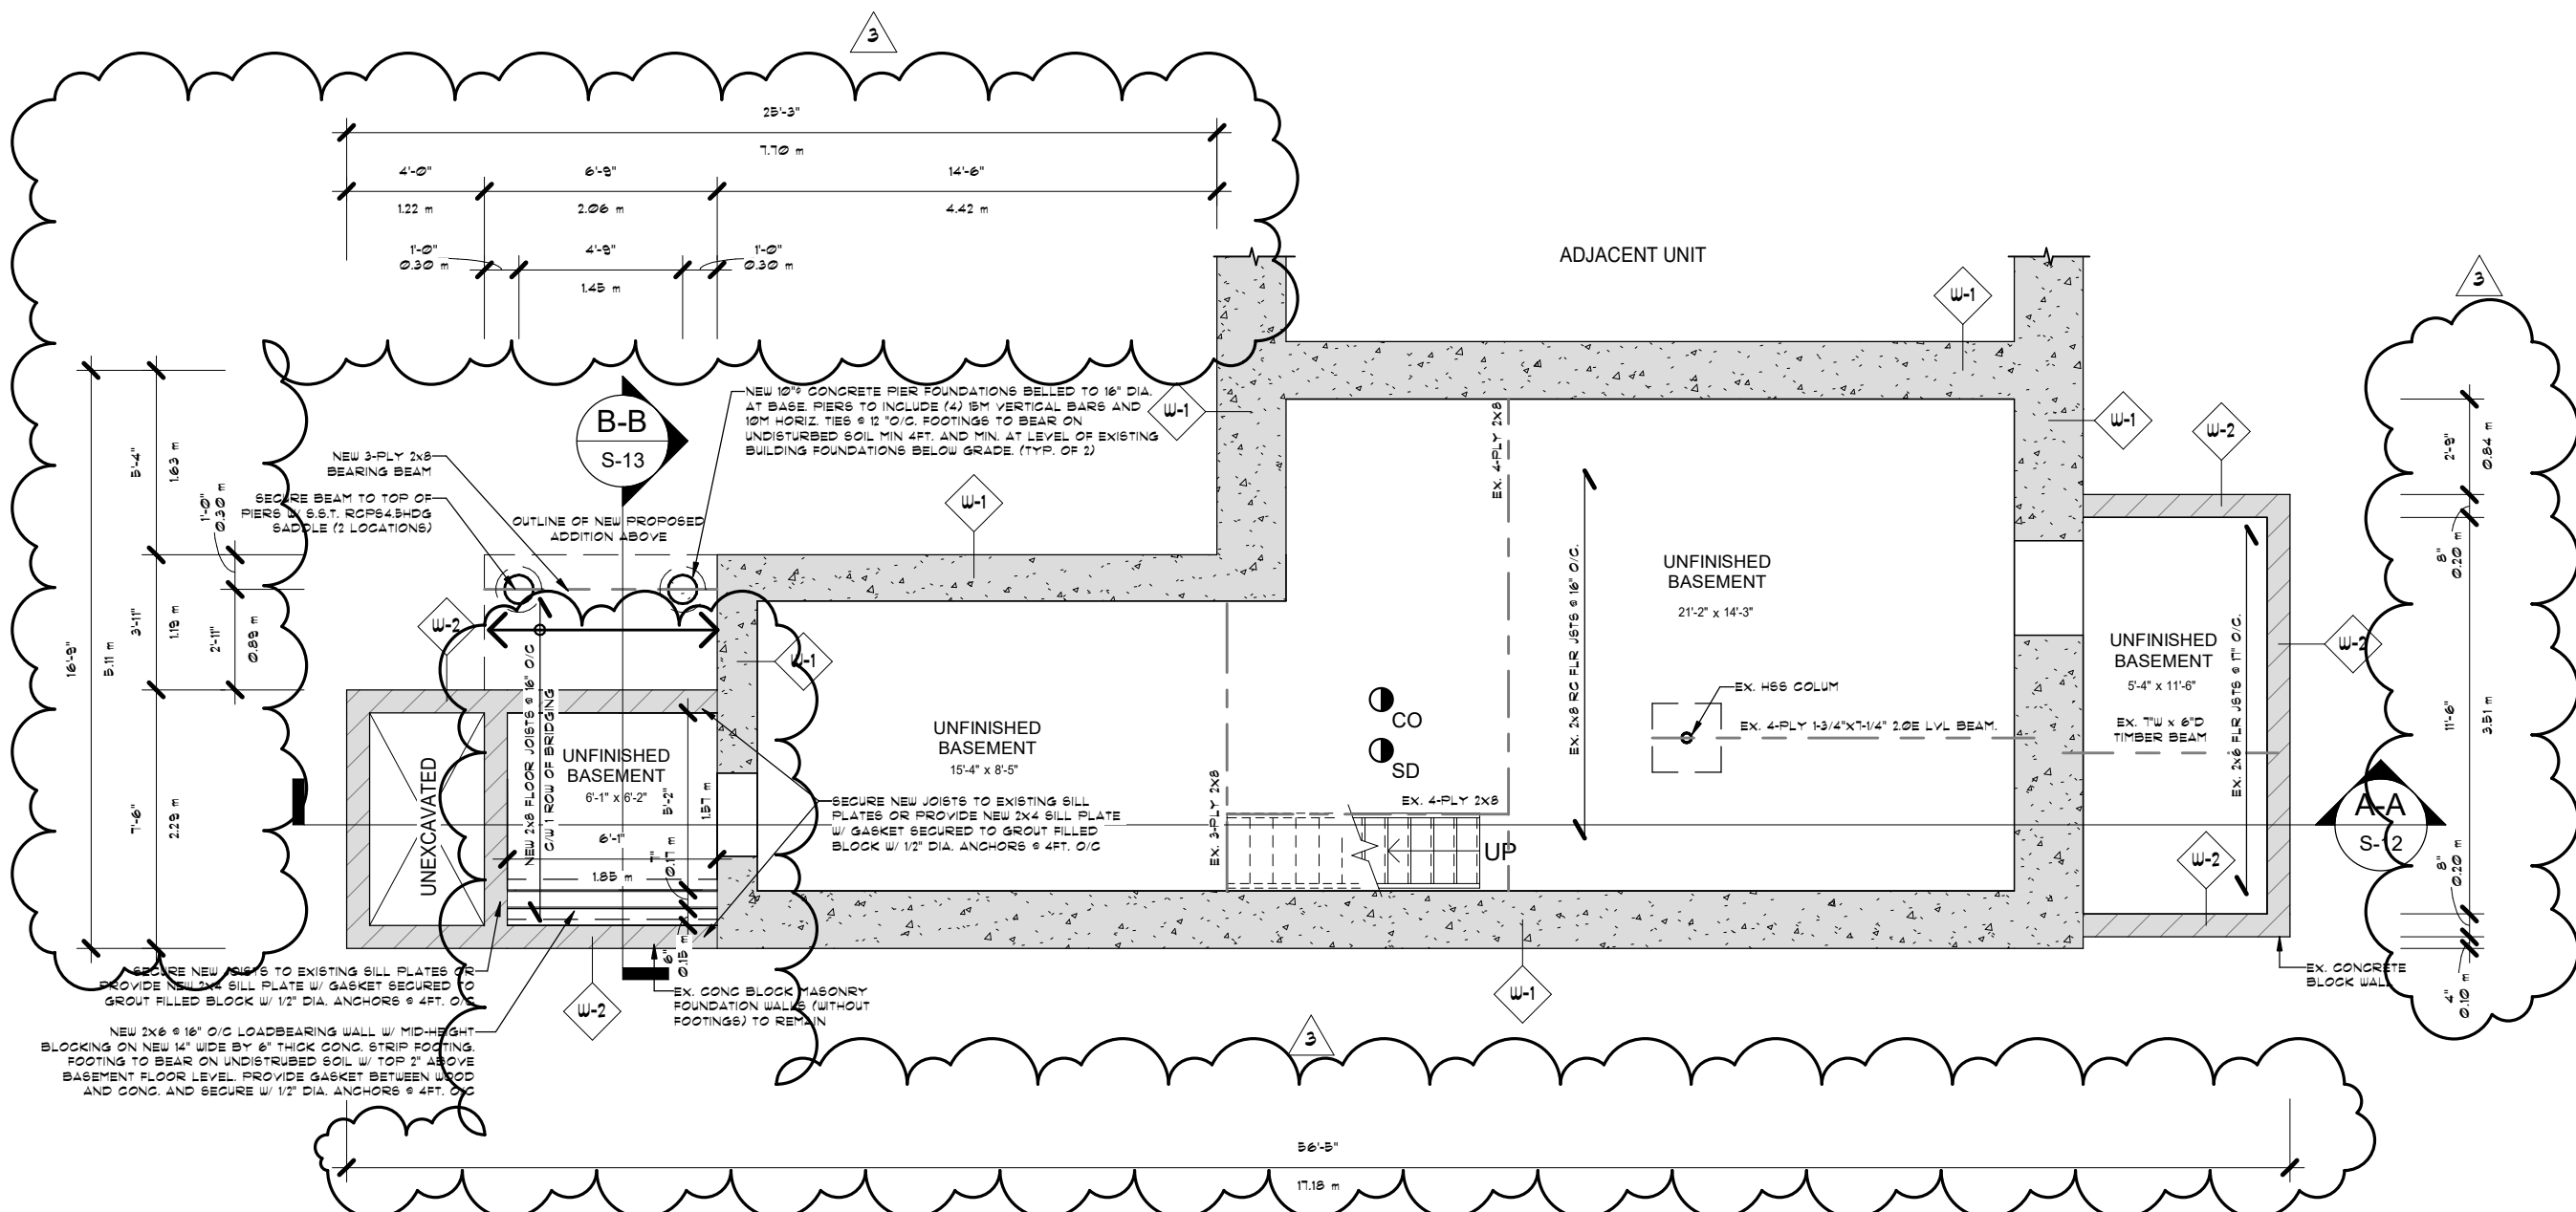 3
25'-3"
7.70 m
4'-0"
6'-9"
14'-6"
1.22 m
2.06 m
4.42 m
1'-0"
0.30 m
4'-9"
1.45 m
1'-0"
0.30 m
ADJACENT UNIT
3
W-1
W-1
W-1
W-2
B-B
S-13
NEW 10"ø CONCRETE PIER FOUNDATIONS BELLED TO 16" DIA.
AT BASE. PIERS TO INCLUDE (4) 15M VERTICAL BARS AND
10M HORIZ. TIES @ 12 "O/C. FOOTINGS TO BEAR ON
UNDISTURBED SOIL MIN 4FT. AND MIN. AT LEVEL OF EXISTING
BUILDING FOUNDATIONS BELOW GRADE. (TYP. OF 2)
NEW 3-PLY 2x8
BEARING BEAM
SECURE BEAM TO TOP OF
PIERS W/ S.S.T. RCPS4.5HDG
SADDLE (2 LOCATIONS)
OUTLINE OF NEW PROPOSED
ADDITION ABOVE
W-1
EX. 4-PLY 2x8
5'-4"
1.63 m
1'-0"
0.30 m
3'-11"
1.19 m
2'-11"
0.89 m
16'-9"
5.11 m
7'-6"
2.29 m
W-2
W-1
NEW 2x8 FLOOR JOISTS @ 16" O/C
C/W 1 ROW OF BRIDGING
UNEXCAVATED
UNFINISHED
BASEMENT
6'-1" x 6'-2"
5'-2"
1.57 m
6'-1"
1.85 m
7"
0.17 m
6"
0.15 m
UNFINISHED
BASEMENT
15'-4" x 8'-5"
SECURE NEW JOISTS TO EXISTING SILL
PLATES OR PROVIDE NEW 2x4 SILL PLATE
W/ GASKET SECURED TO GROUT FILLED
BLOCK W/ 1/2" DIA. ANCHORS @ 4FT. O/C
EX. 3-PLY 2x8
CO
SD
EX. 4-PLY 2x8
UP
EX. 2x8 RC FLR JSTS @ 16" O/C.
UNFINISHED
BASEMENT
21'-2" x 14'-3"
EX. HSS COLUM
EX. 4-PLY 1-3/4"x7-1/4" 2.0E LVL BEAM.
UNFINISHED
BASEMENT
5'-4" x 11'-6"
EX. 7"W x 6"D
TIMBER BEAM
EX. 2x6 FLR JSTS @ 17" O/C.
W-2
W-2
A-A
S-12
2'-9"
0.84 m
8"
0.20 m
11'-6"
3.51 m
8"
0.20 m
4"
0.10 m
EX. CONCRETE
BLOCK WALL
SECURE NEW JOISTS TO EXISTING SILL PLATES OR
PROVIDE NEW 2x4 SILL PLATE W/ GASKET SECURED TO
GROUT FILLED BLOCK W/ 1/2" DIA. ANCHORS @ 4FT. O/C
NEW 2x6 @ 16" O/C LOADBEARING WALL W/ MID-HEIGHT
BLOCKING ON NEW 14" WIDE BY 6" THICK CONC. STRIP FOOTING.
FOOTING TO BEAR ON UNDISTRUBED SOIL W/ TOP 2" ABOVE
BASEMENT FLOOR LEVEL. PROVIDE GASKET BETWEEN WOOD
AND CONC. AND SECURE W/ 1/2" DIA. ANCHORS @ 4FT. O/C
W-2
EX. CONC BLOCK MASONRY
FOUNDATION WALLS (WITHOUT
FOOTINGS) TO REMAIN
W-1
3
56'-5"
17.18 m